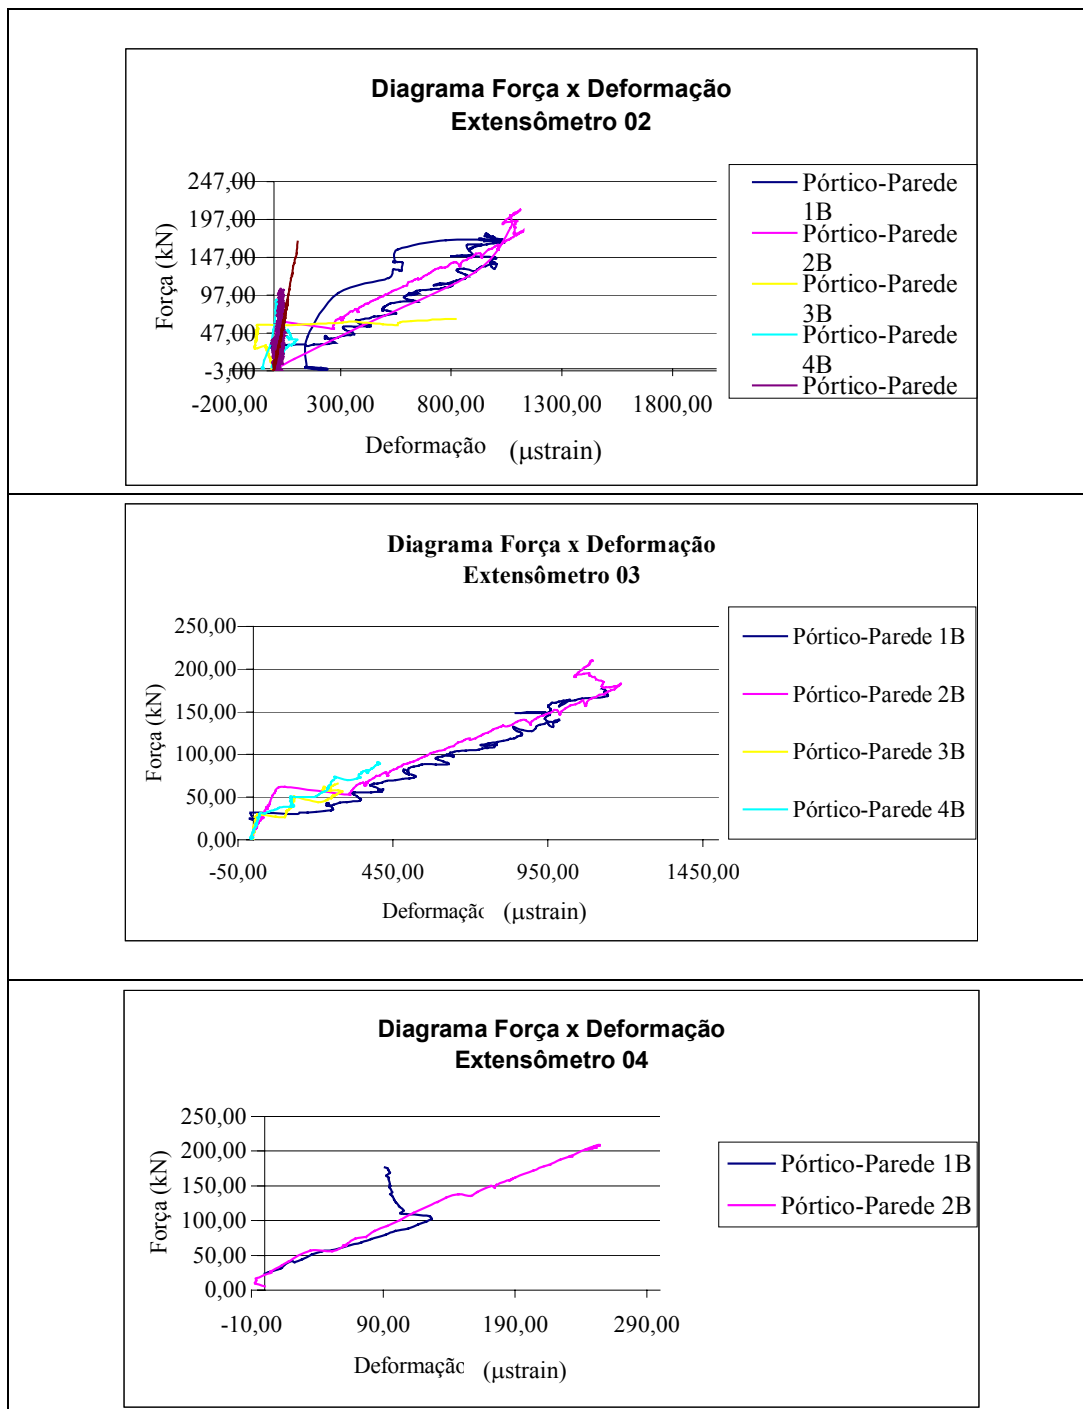 Diagrama Força x Deformação
Extensômetro 02
247,00
197,00
147,00
97,00
47,00
-3,00
Força (kN)
-200,00 300,00 800,00 1300,00 1800,00
Deformação (µstrain)
Pórtico-Parede
1B
Pórtico-Parede
2B
Pórtico-Parede
3B
Pórtico-Parede
4B
Pórtico-Parede
Diagrama Força x Deformação
Extensômetro 03
250,00
200,00
150,00
100,00
50,00
0,00
Força (kN)
-50,00 450,00 950,00 1450,00
Deformação (µstrain)
Pórtico-Parede 1B
Pórtico-Parede 2B
Pórtico-Parede 3B
Pórtico-Parede 4B
Diagrama Força x Deformação
Extensômetro 04
250,00
200,00
150,00
100,00
50,00
0,00
Força (kN)
-10,00 90,00 190,00 290,00
Deformação (µstrain)
Pórtico-Parede 1B
Pórtico-Parede 2B